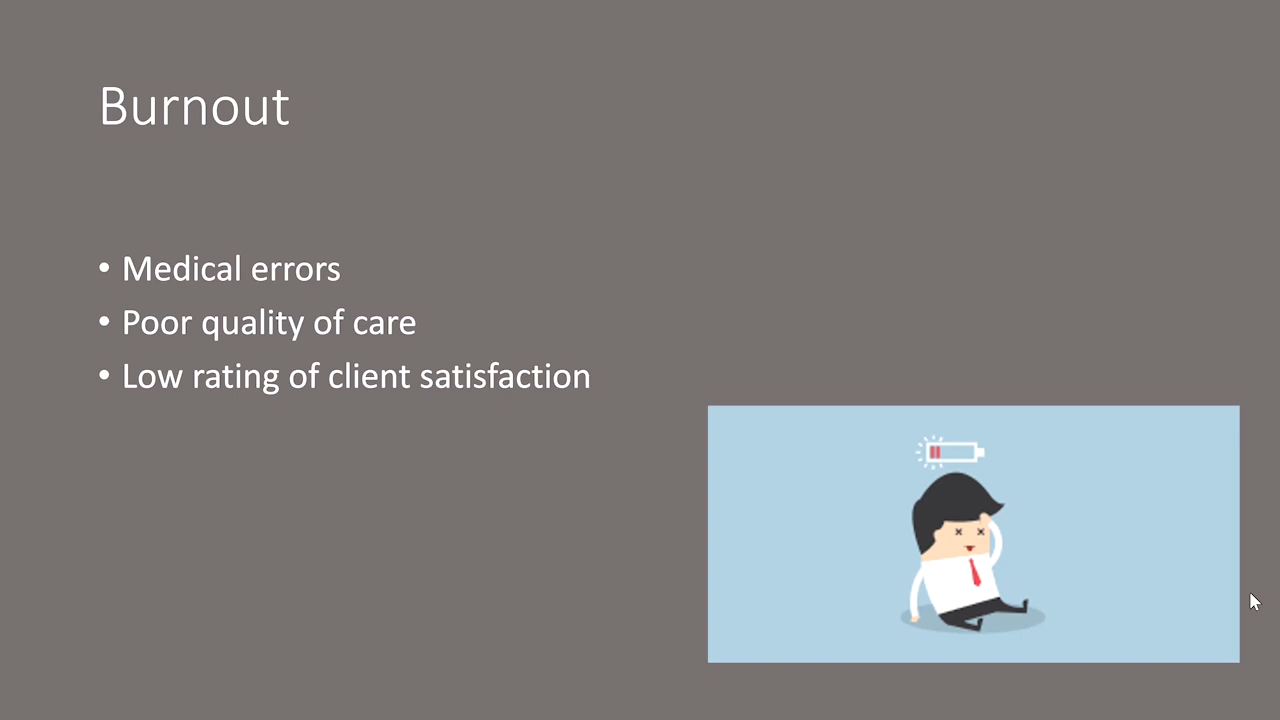 Burnout
• Medical errors
• Poor quality of care
• Low rating of client satisfaction